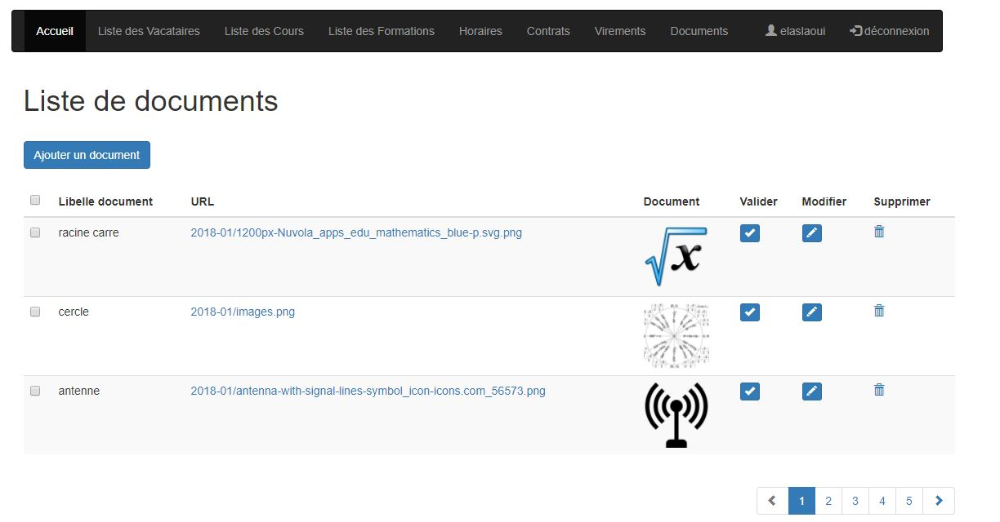 Accueil Liste des Vacataires Liste des Cours Liste des Formations Horaires Contrats Virements Documents elaslaoui déconnexion
Liste de documents
Ajouter un document
Libelle document URL Document Valider Modifier Supprimer
racine carre 2018-01/1200px-Nuvola_apps_edu_mathematics_blue-p.svg.png x
cercle 2018-01/images.png
antenne 2018-01/antenna-with-signal-lines-symbol_icon-icons.com_56573.png
1 2 3 4 5